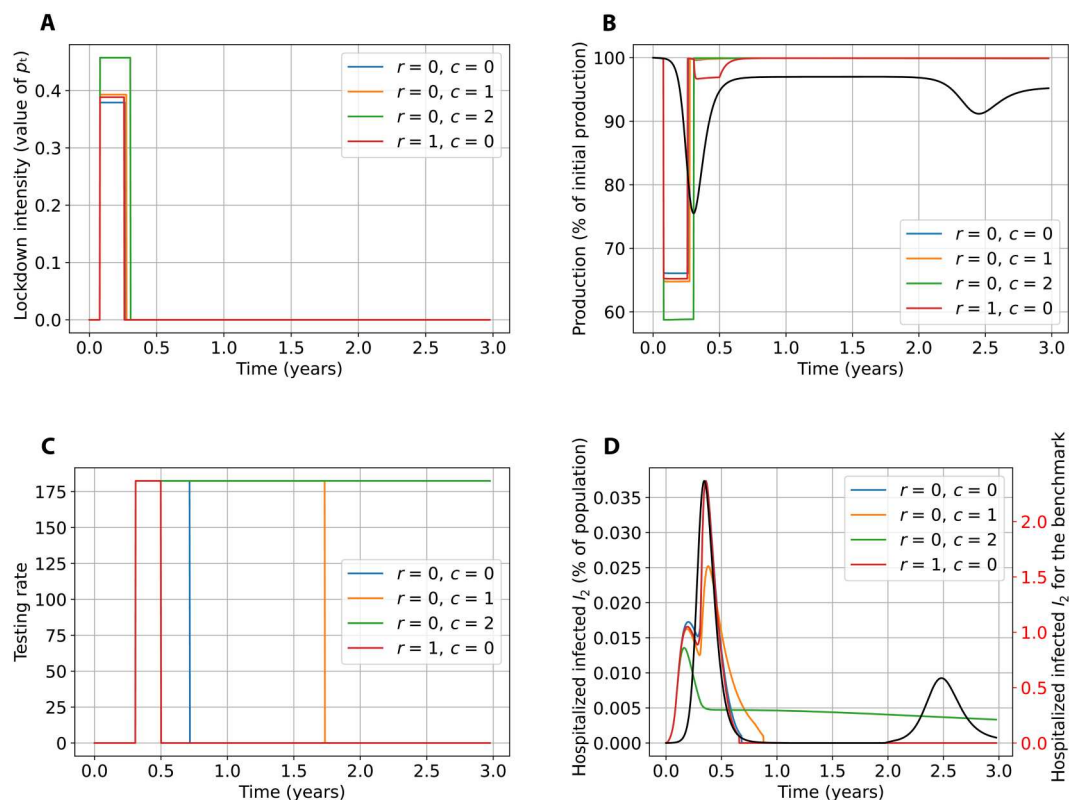 A
Lockdown intensity (value of pₜ)
0.4
0.3
0.2
0.1
0.0
r = 0, c = 0
r = 0, c = 1
r = 0, c = 2
r = 1, c = 0
0.0 0.5 1.0 1.5 2.0 2.5 3.0
Time (years)
B
Production (% of initial production)
100
90
80
70
60
r = 0, c = 0
r = 0, c = 1
r = 0, c = 2
r = 1, c = 0
0.0 0.5 1.0 1.5 2.0 2.5 3.0
Time (years)
C
Testing rate
175
150
125
100
75
50
25
0
r = 0, c = 0
r = 0, c = 1
r = 0, c = 2
r = 1, c = 0
0.0 0.5 1.0 1.5 2.0 2.5 3.0
Time (years)
D
Hospitalized infected I₂ (% of population)
0.035
0.030
0.025
0.020
0.015
0.010
0.005
0.000
r = 0, c = 0
r = 0, c = 1
r = 0, c = 2
r = 1, c = 0
2.0
1.5
1.0
0.5
0.0
Hospitalized infected I₂ for the benchmark
0.0 0.5 1.0 1.5 2.0 2.5 3.0
Time (years)